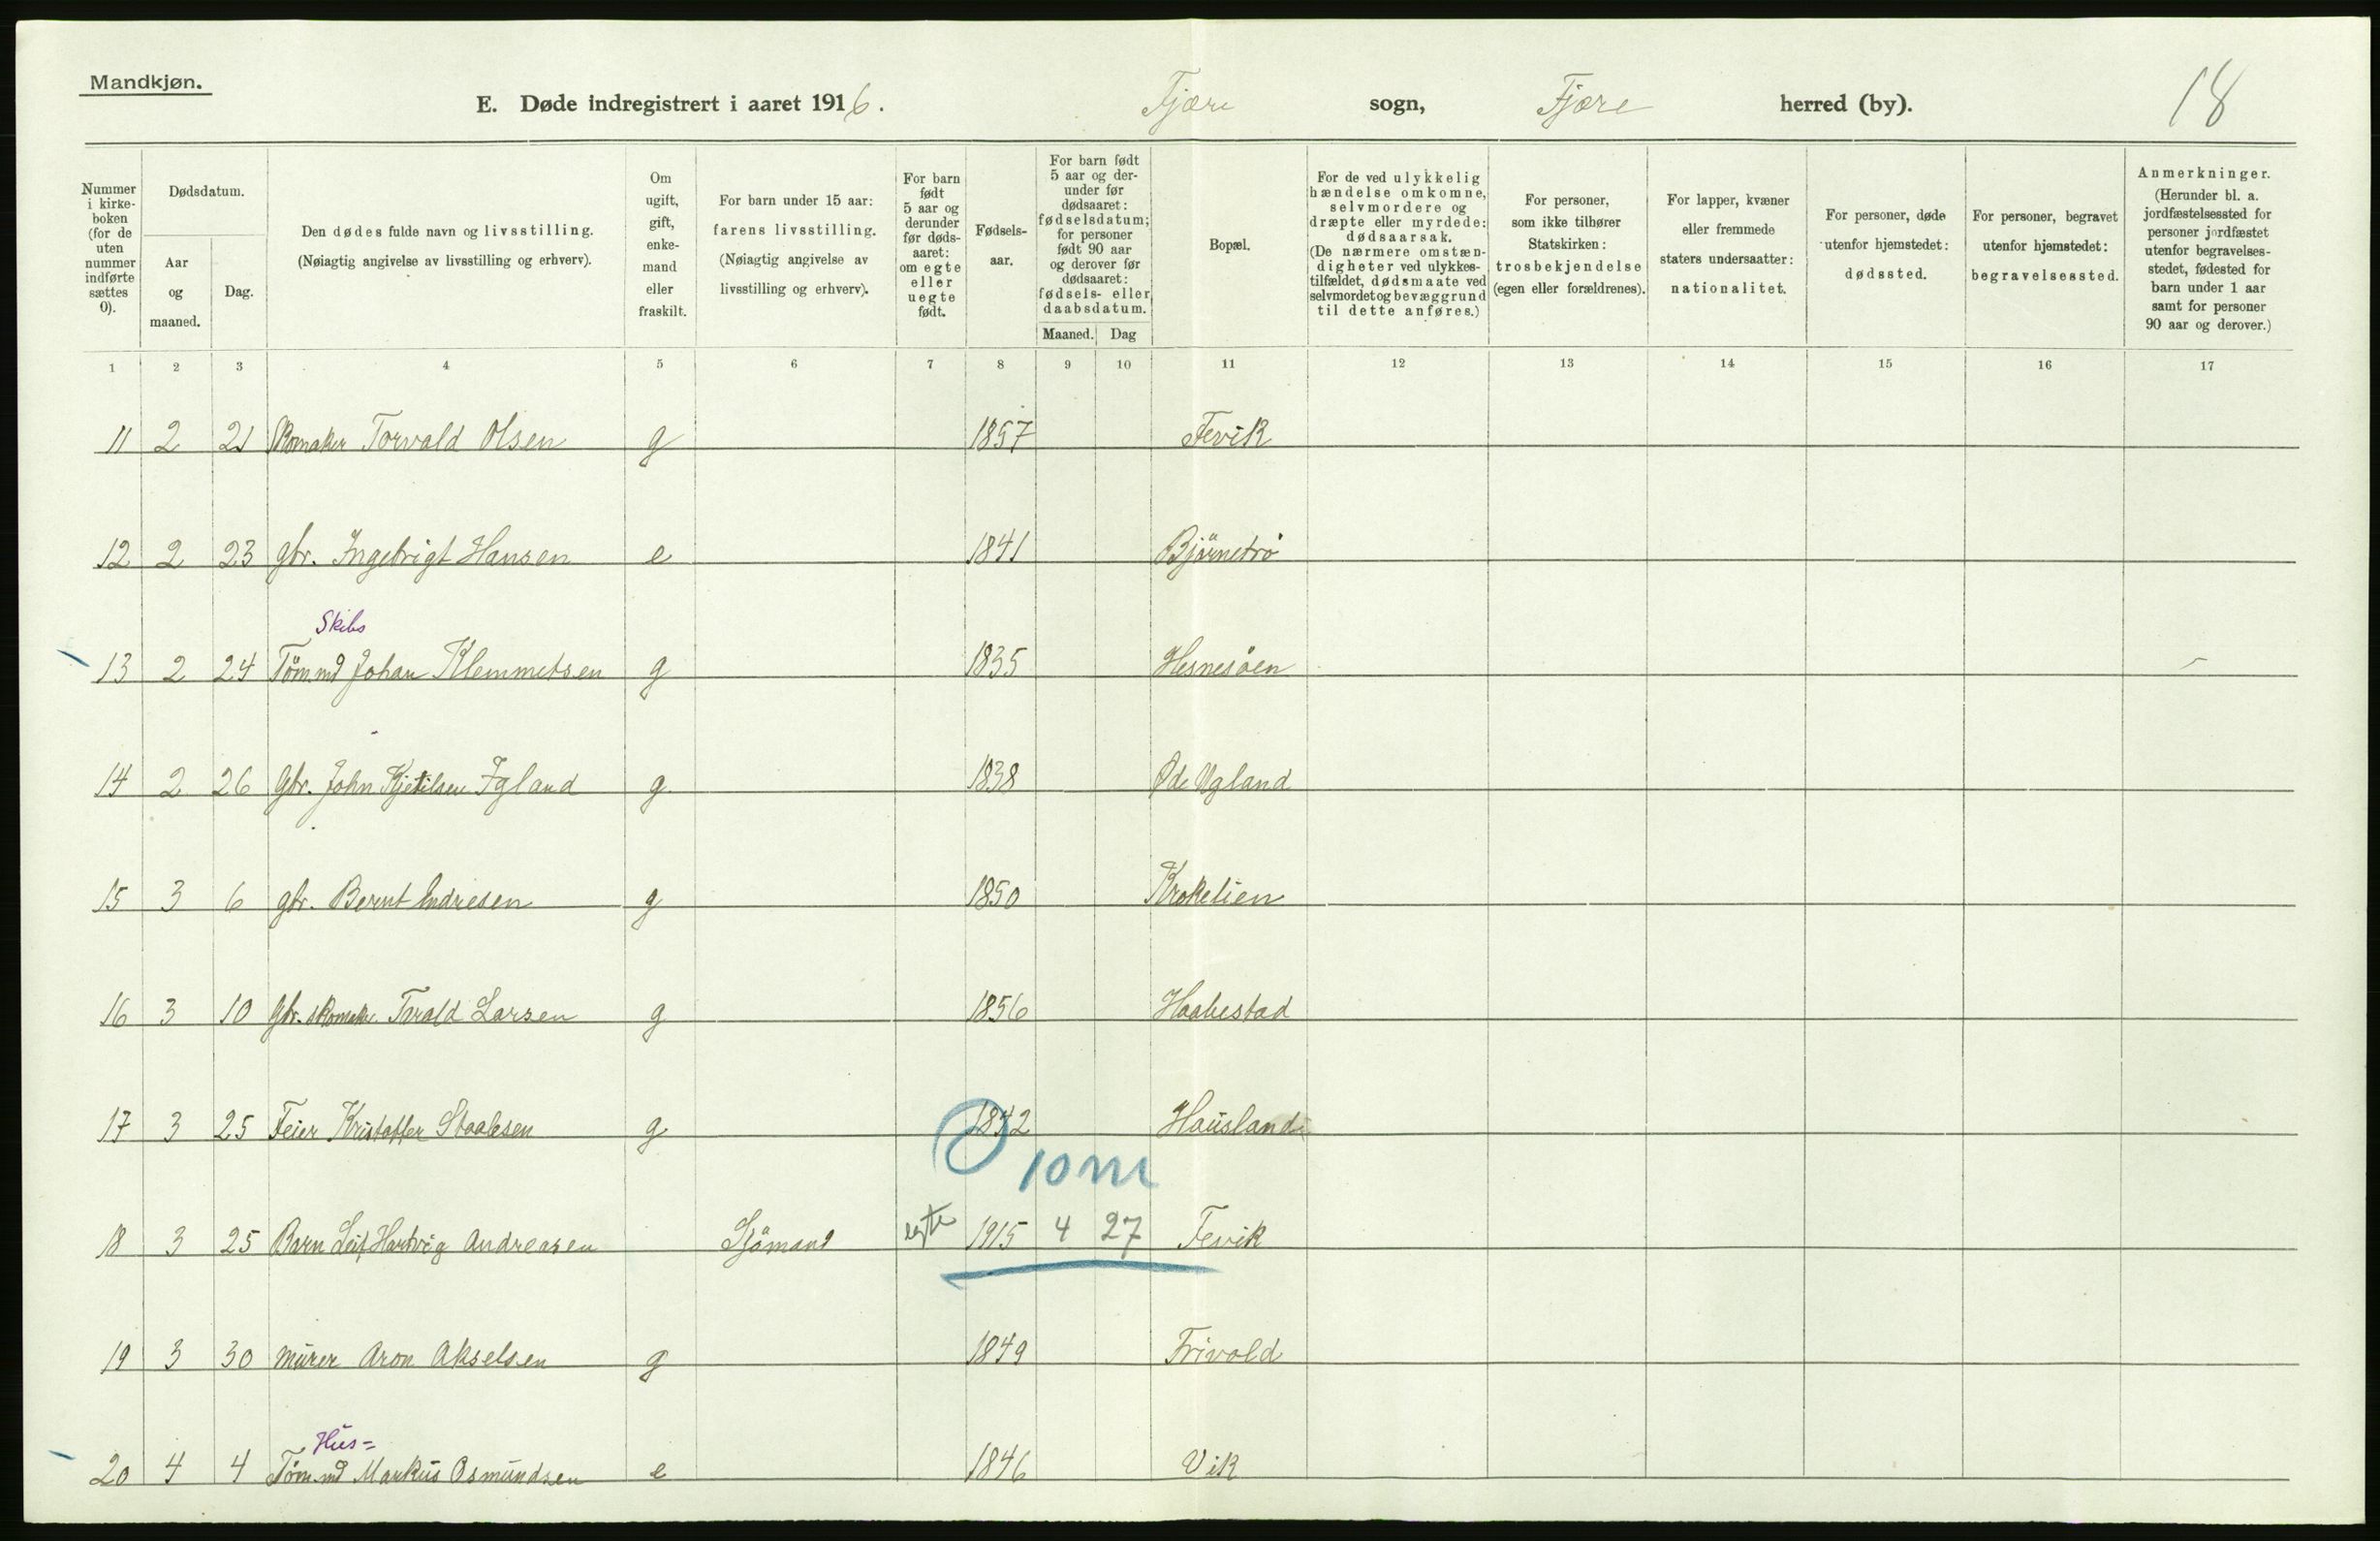 Mandkjøn.
E. Døde indregistrert i aaret 1916. Fjære sogn, Fjære herred (by). 18
Nummer i kirkeboken (for de uten nummer indførte sættes 0).
Dødsdatum.
Aar og maaned.
Dag.
Den dødes fulde navn og livsstilling.
(Nøiagtig angivelse av livsstilling og erhverv).
Om ugift, gift, enkemand eller fraskilt.
For barn under 15 aar: farens livsstilling.
(Nøiagtig angivelse av livsstilling og erhverv).
For barn født 5 aar og derunder før dødsaaret: om egte eller uegte født.
Fødselsaar.
For barn født 5 aar og derunder før dødsaaret: fødselsdatum; for personer født 90 aar og derover før dødsaaret: fødsels- eller daabsdatum.
Maaned. Dag
Bopæl.
For de ved ulykkelig hændelse omkomne, selvmordere og dræpte eller myrdede: dødsaarsak.
(De nærmere omstændigheter ved ulykkestilfældet, dødsmaate ved selvmordet og bevæggrund til dette anføres.)
For personer, som ikke tilhører Statskirken: trosbekjendelse (egen eller forældrenes).
For lapper, kvæner eller fremmede staters undersaatter: nationalitet.
For personer, døde utenfor hjemstedet: dødssted.
For personer, begravet utenfor hjemstedet: begravelsessted.
Anmerkninger.
(Herunder bl. a. jordfæstelsessted for personer jordfæstet utenfor begravelsesstedet, fødested for barn under 1 aar samt for personer 90 aar og derover.)
1 2 3 4 5 6 7 8 9 10 11 12 13 14 15 16 17
11 2 21 Skomaker Torvald Olsen g 1857 Fevik
12 2 23 gbr. Ingebrigt Hansen e 1841 Bjørnetrø
Skibs
13 2 24 Tøm.md Johan Klemmetsen g 1835 Hesnesøen
14 2 26 Gbr. John Kjetilsen Igland g 1838 Øde Ugland
15 3 6 gbr. Bernt Endresen g 1850 Krokelien
16 3 10 Gbr. skomaker Tarald Larsen g 1856 Haabestad
17 3 25 Feier Kristoffer Staalesen g 1842 Hausland
10 m
18 3 25 Barn Leif Hartvig Andreasen Sjømand egte 1915 4 27 Fevik
19 3 30 Murer Aron Akselsen g 1849 Frivold
Hus=
20 4 4 Tøm.md Markus Osmundsen e 1846 Vik